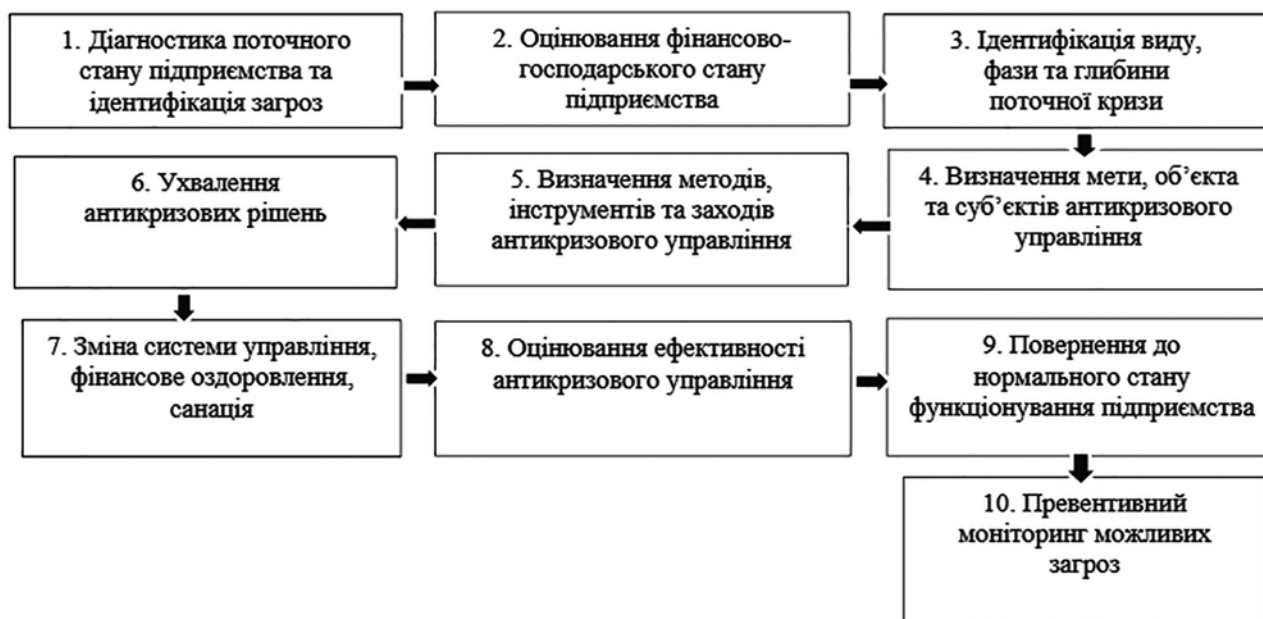 1. Діагностика поточного
стану підприємства та
ідентифікація загроз
2. Оцінювання фінансово-
господарського стану
підприємства
3. Ідентифікація виду,
фази та глибини
поточної кризи
4. Визначення мети, об’єкта
та суб’єктів антикризового
управління
5. Визначення методів,
інструментів та заходів
антикризового управління
6. Ухвалення
антикризових рішень
7. Зміна системи управління,
фінансове оздоровлення,
санація
8. Оцінювання ефективності
антикризового управління
9. Повернення до
нормального стану
функціонування підприємства
10. Превентивний
моніторинг можливих
загроз